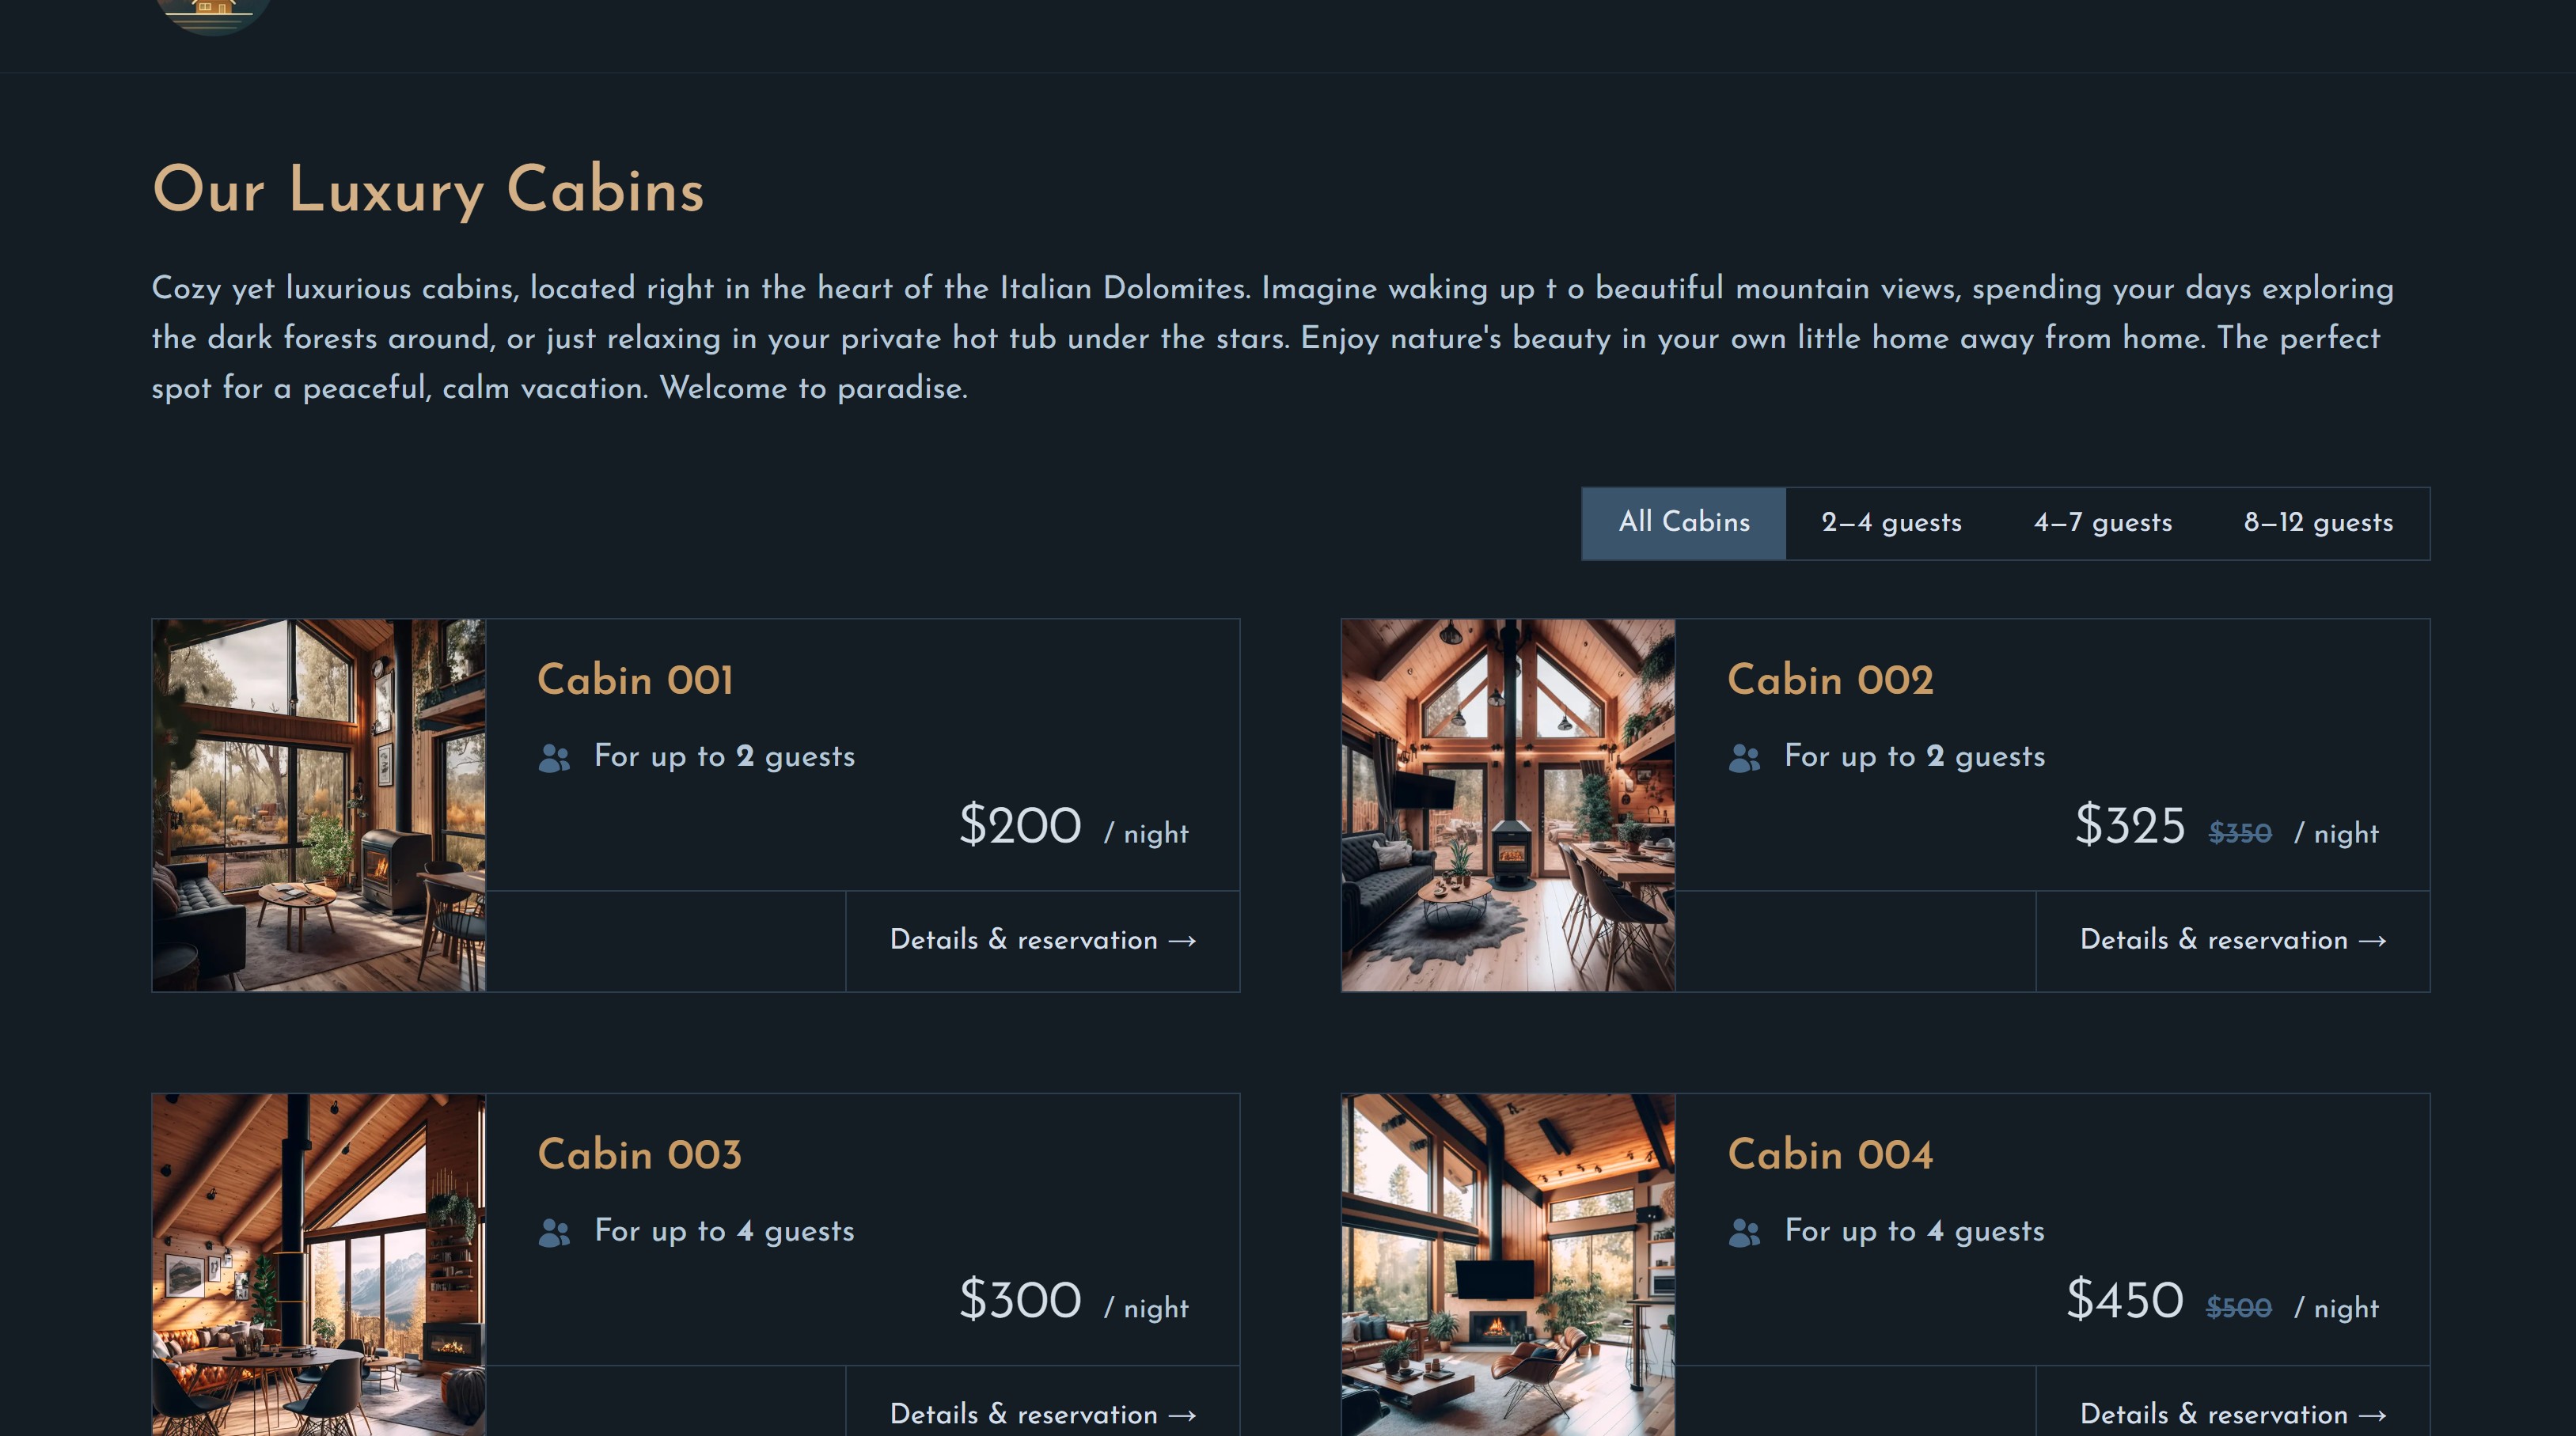 Our Luxury Cabins
Cozy yet luxurious cabins, located right in the heart of the Italian Dolomites. Imagine waking up t o beautiful mountain views, spending your days exploring
the dark forests around, or just relaxing in your private hot tub under the stars. Enjoy nature's beauty in your own little home away from home. The perfect
spot for a peaceful, calm vacation. Welcome to paradise.
All Cabins 2–4 guests 4–7 guests 8–12 guests
Cabin 001
For up to 2 guests
$200 / night
Details & reservation →
Cabin 002
For up to 2 guests
$325 $350 / night
Details & reservation →
Cabin 003
For up to 4 guests
$300 / night
Details & reservation →
Cabin 004
For up to 4 guests
$450 $500 / night
Details & reservation →